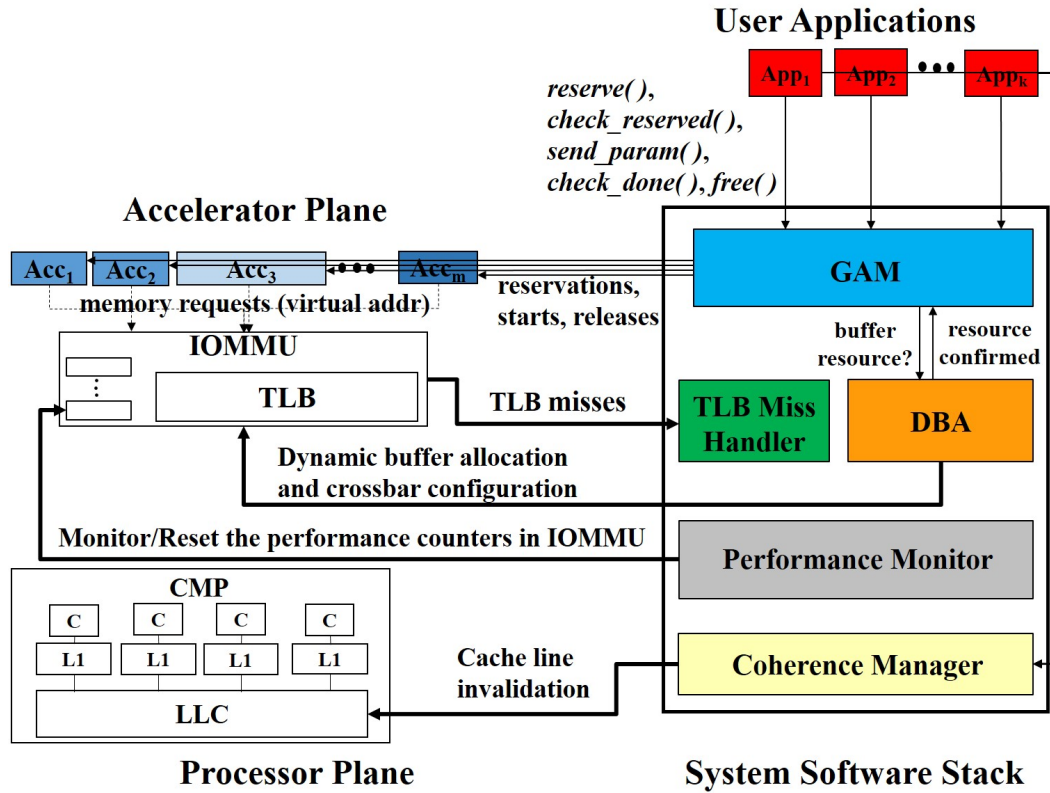 User Applications
App1
App2
Appk
reserve( ),
check_reserved( ),
send_param( ),
check_done( ), free( )
Accelerator Plane
Acc1
Acc2
Acc3
Accm
GAM
memory requests (virtual addr)
reservations,
starts, releases
buffer
resource?
resource
confirmed
IOMMU
TLB
TLB misses
TLB Miss
Handler
DBA
Dynamic buffer allocation
and crossbar configuration
Monitor/Reset the performance counters in IOMMU
Performance Monitor
CMP
C
C
C
C
L1
L1
L1
L1
LLC
Cache line
invalidation
Coherence Manager
Processor Plane
System Software Stack